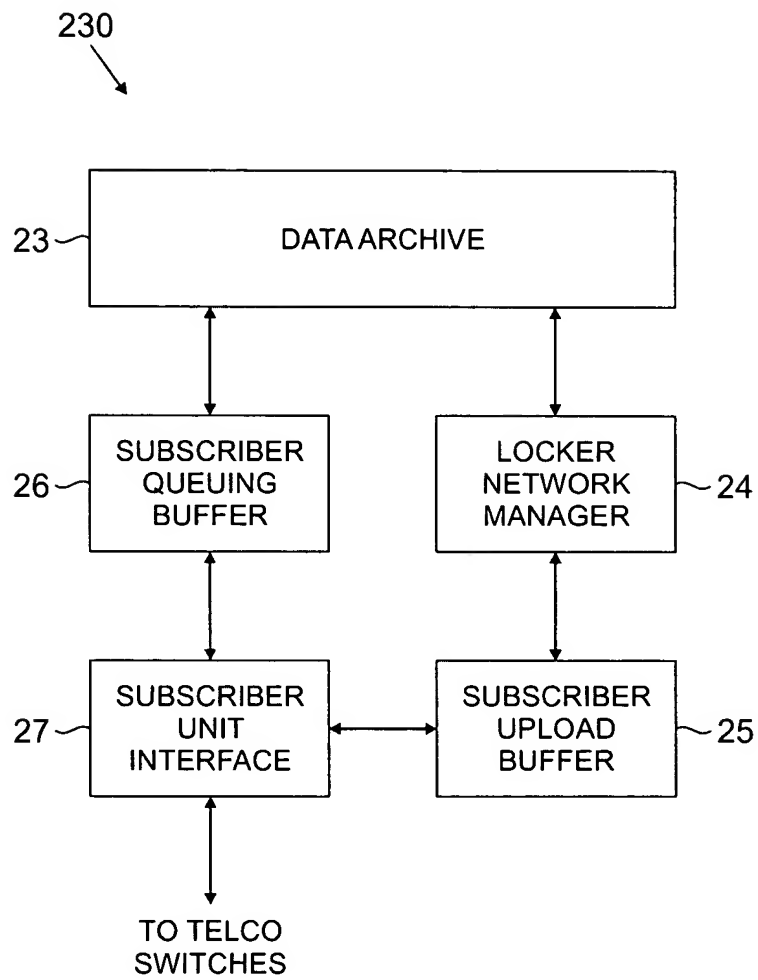 230
23
DATA ARCHIVE
26
SUBSCRIBER
QUEUING
BUFFER
LOCKER
NETWORK
MANAGER
24
27
SUBSCRIBER
UNIT
INTERFACE
SUBSCRIBER
UPLOAD
BUFFER
25
TO TELCO
SWITCHES